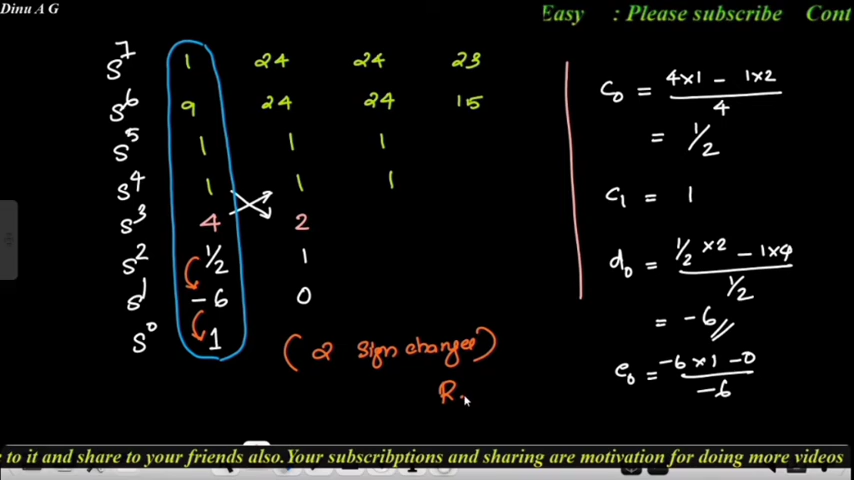 Dinu A G
Easy : Please subscribe Cont
S⁷ 1 24 24 23
S⁶ 9 24 24 15
S⁵ 1 1 1
S⁴ 1 1 1
S³ 4 2
S² 1/2 1
S¹ -6 0
S⁰ 1
(2 sign changes)
R.
C₀ = (4×1 - 1×2)/4
= 1/2
C₁ = 1
d₀ = (1/2×2 - 1×4)/(1/2)
= -6//
e₀ = (-6×1 - 0)/-6
e to it and share to your friends also.Your subscribptions and sharing are motivation for doing more videos